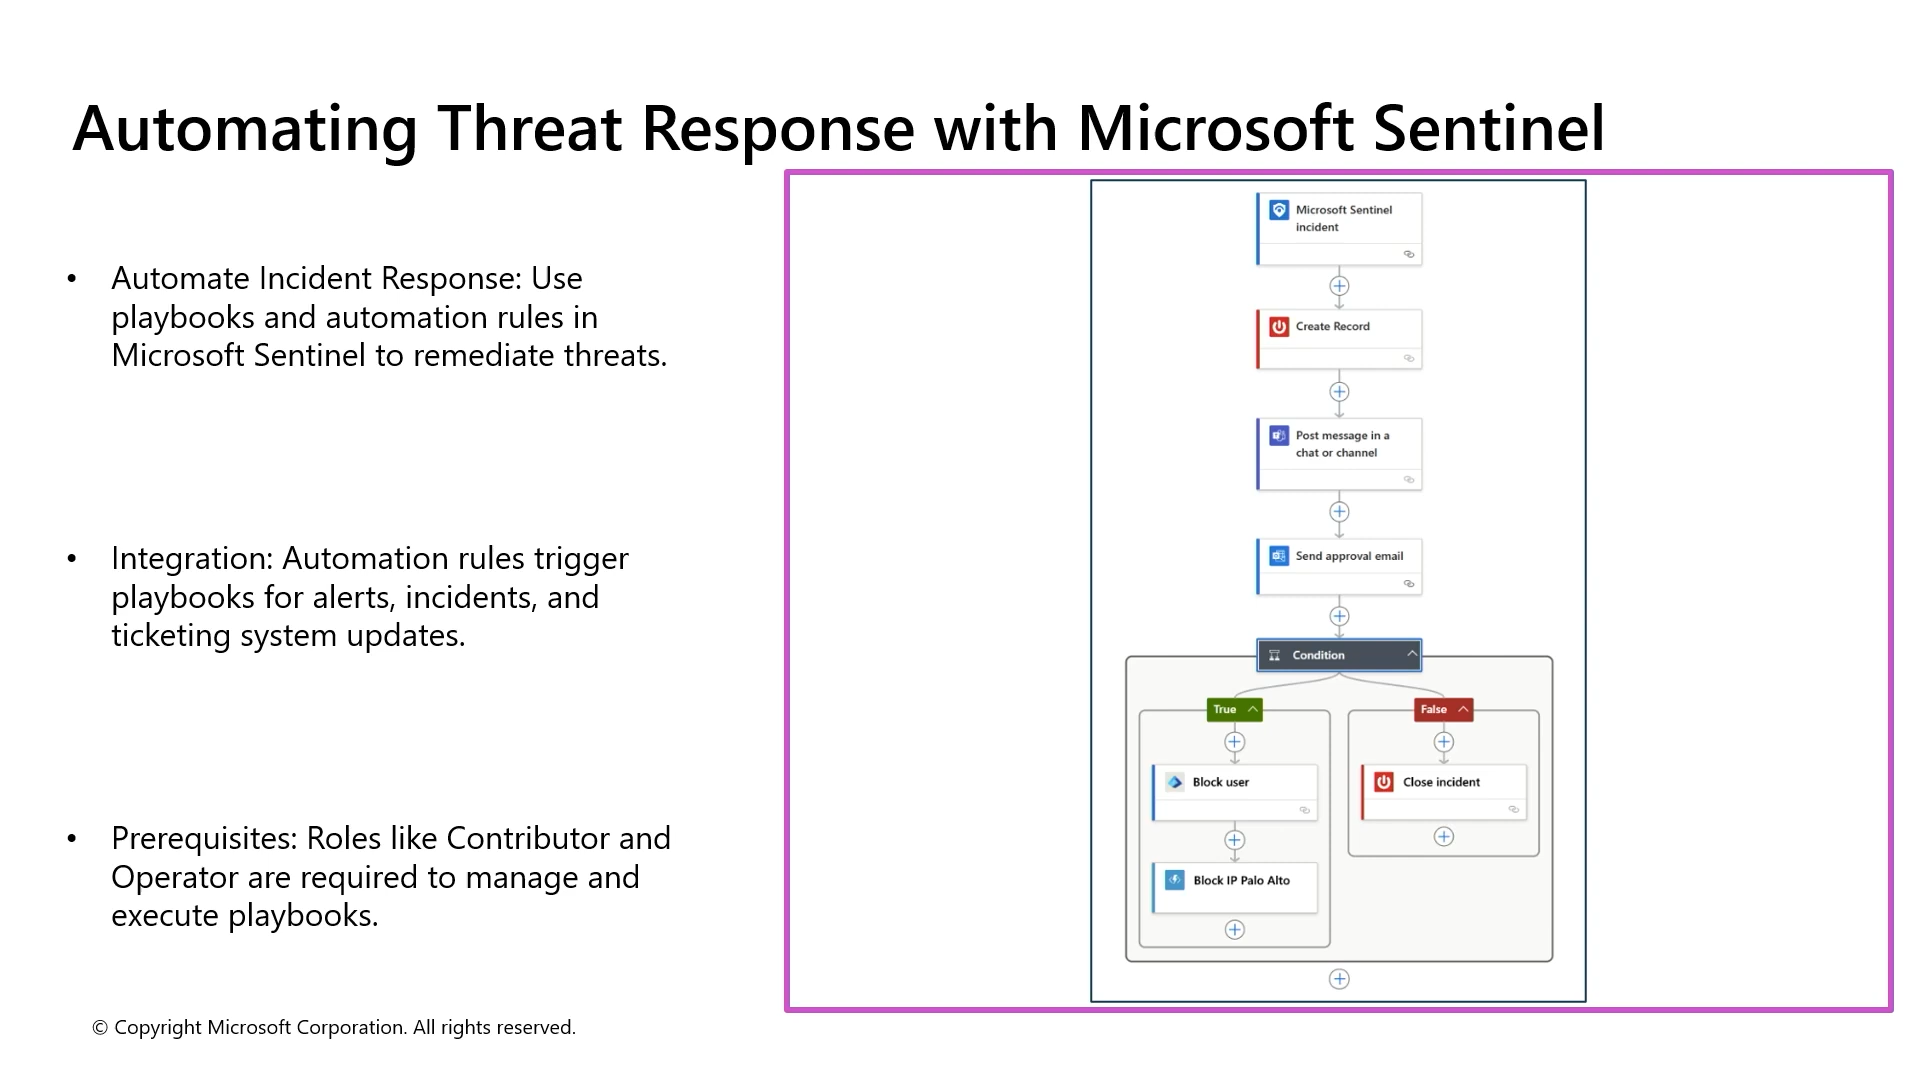 Automating Threat Response with Microsoft Sentinel
• Automate Incident Response: Use
playbooks and automation rules in
Microsoft Sentinel to remediate threats.
• Integration: Automation rules trigger
playbooks for alerts, incidents, and
ticketing system updates.
• Prerequisites: Roles like Contributor and
Operator are required to manage and
execute playbooks.
Microsoft Sentinel
incident
Create Record
Post message in a
chat or channel
Send approval email
Condition
True
False
Block user
Close incident
Block IP Palo Alto
© Copyright Microsoft Corporation. All rights reserved.